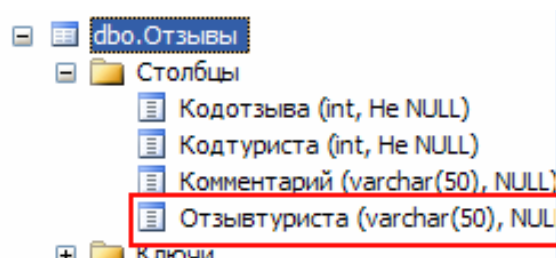 dbo.Отзывы
Столбцы
Кодотзыва (int, Не NULL)
Кодтуриста (int, Не NULL)
Комментарий (varchar(50), NULL)
Отзывтуриста (varchar(50), NUL
Ключи